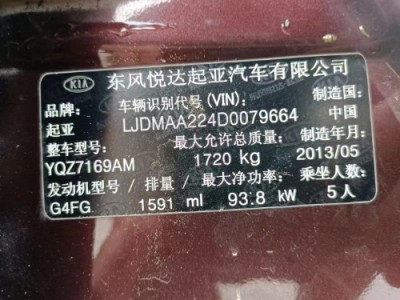 KIA 东风悦达起亚汽车有限公司
品牌: 车辆识别代号(VIN): 制造国:
起亚 LJDMAA224D0079664 中国
整车型号: 最大允许总质量: 制造年月:
YQZ7169AM 1720 kg 2013/05
发动机型号/排量/最大净功率: 乘坐人数:
G4FG 1591 ml 93.8 kW 5人